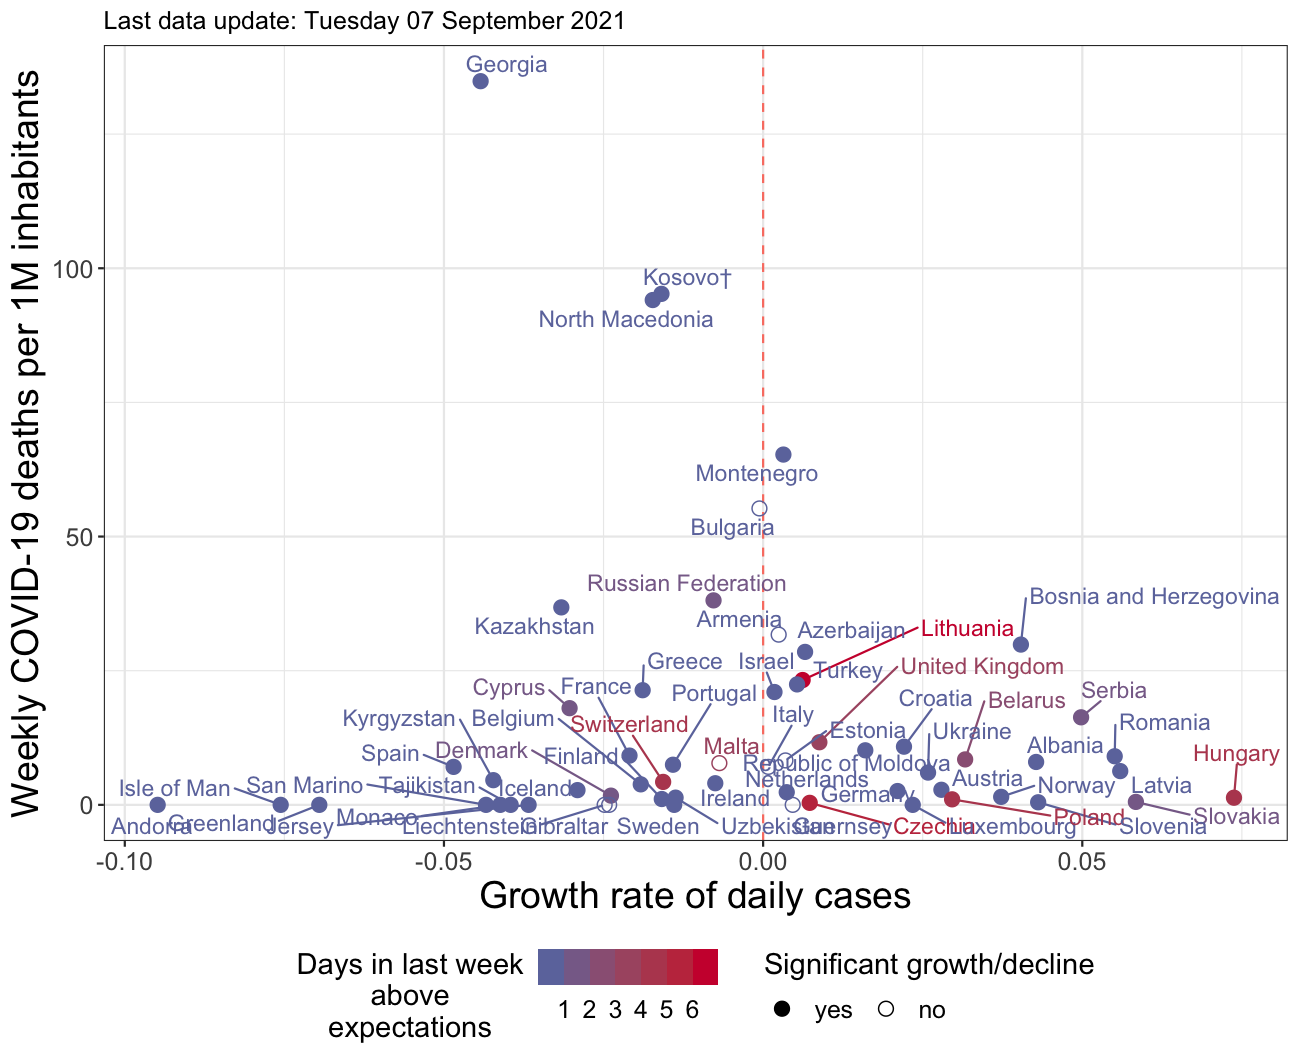 Last data update: Tuesday 07 September 2021
Weekly COVID-19 deaths per 1M inhabitants
Georgia
100
Kosovo†
North Macedonia
Montenegro
50
Bulgaria
Russian Federation
Bosnia and Herzegovina
Kazakhstan
Armenia
Azerbaijan
Lithuania
Greece
Israel
Turkey
United Kingdom
Cyprus
France
Portugal
Croatia
Belarus
Serbia
Kyrgyzstan
Belgium
Switzerland
Italy
Estonia
Ukraine
Romania
Spain
Denmark
Finland
Malta
Republic of Moldova
Albania
Hungary
Isle of Man
San Marino
Tajikistan
Iceland
Ireland
Netherlands
Germany
Austria
Norway
Latvia
0
Andorra
Greenland
Jersey
Monaco
Liechtenstein
Gibraltar
Sweden
Uzbekistan
Guernsey
Czechia
Luxembourg
Poland
Slovenia
Slovakia
-0.10
-0.05
0.00
0.05
Growth rate of daily cases
Days in last week
above
expectations
1 2 3 4 5 6
Significant growth/decline
yes
no